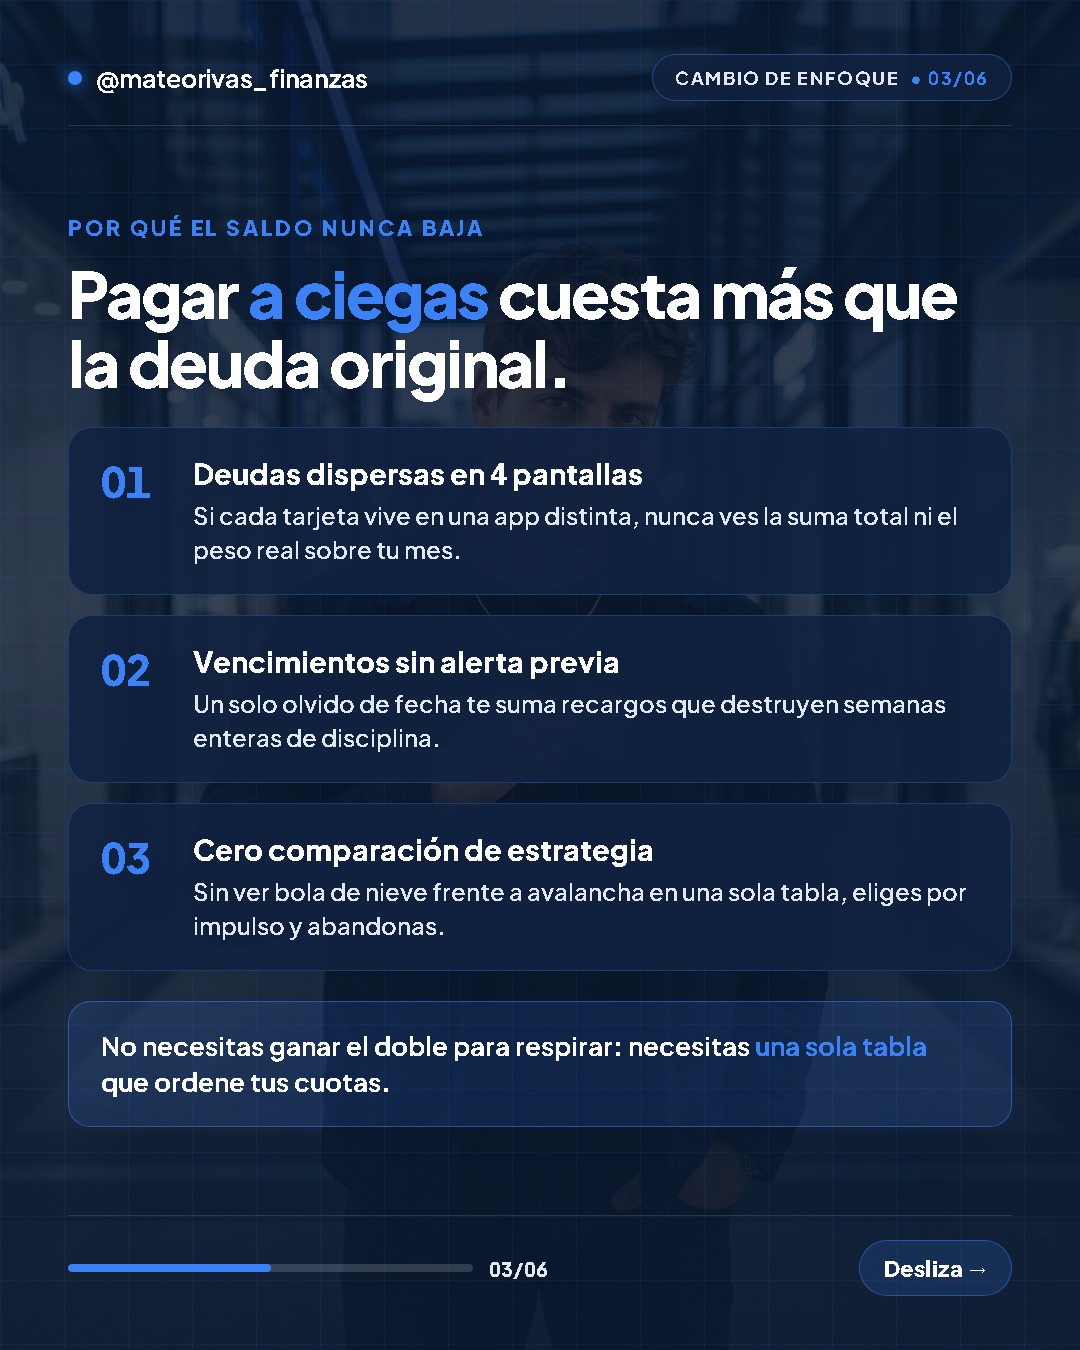 @mateorivas_finanzas
CAMBIO DE ENFOQUE • 03/06
POR QUÉ EL SALDO NUNCA BAJA
Pagar a ciegas cuesta más que
la deuda original.
01
Deudas dispersas en 4 pantallas
Si cada tarjeta vive en una app distinta, nunca ves la suma total ni el
peso real sobre tu mes.
02
Vencimientos sin alerta previa
Un solo olvido de fecha te suma recargos que destruyen semanas
enteras de disciplina.
03
Cero comparación de estrategia
Sin ver bola de nieve frente a avalancha en una sola tabla, eliges por
impulso y abandonas.
No necesitas ganar el doble para respirar: necesitas una sola tabla
que ordene tus cuotas.
03/06
Desliza →